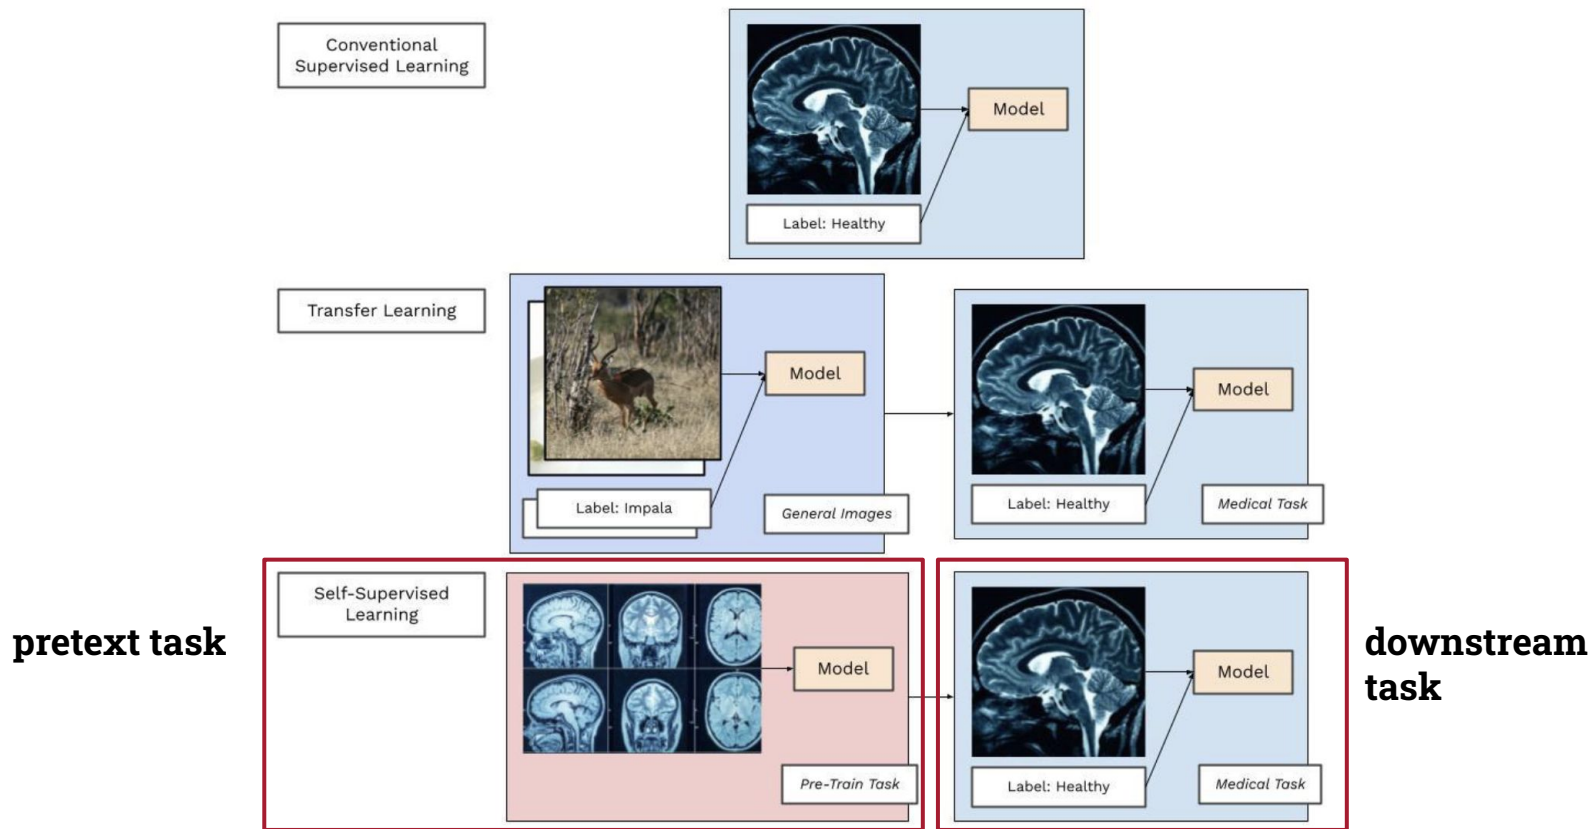 Conventional
Supervised Learning
Model
Label: Healthy
Transfer Learning
Model
Label: Impala
General Images
Model
Label: Healthy
Medical Task
pretext task
Self-Supervised
Learning
Model
Pre-Train Task
Model
Label: Healthy
Medical Task
downstream
task